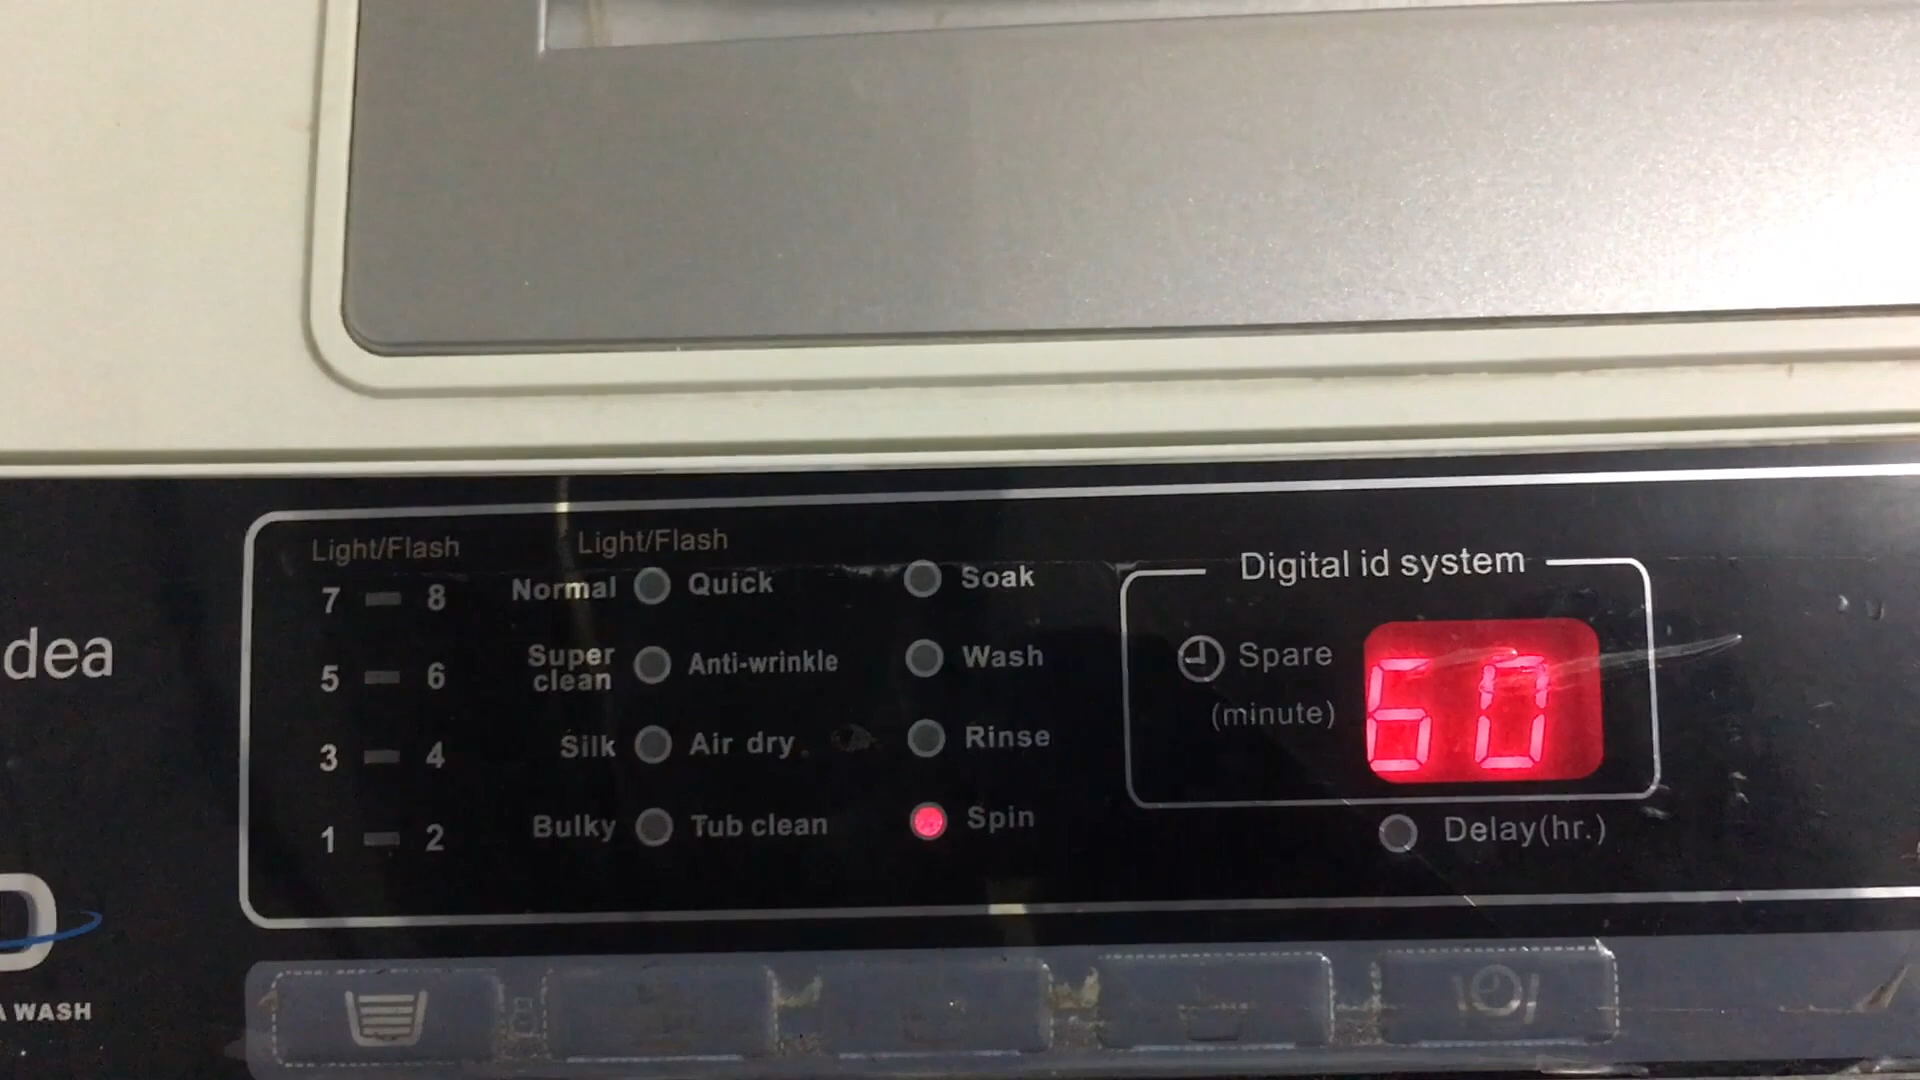 dea
Light/Flash
7 8
5 6
3 4
1 2
Light/Flash
Normal Quick
Super clean Anti-wrinkle
Silk Air dry
Bulky Tub clean
Soak
Wash
Rinse
Spin
Digital id system
Spare
(minute)
60
Delay(hr.)
WASH